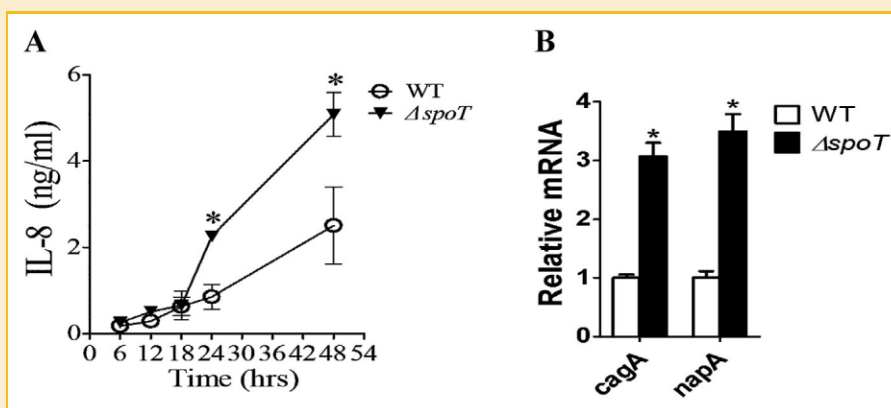 A
IL-8 (ng/ml)
6
4
2
0
*
*
WT
ΔspoT
0 6 12 18 24 30 36 42 48 54
Time (hrs)
B
Relative mRNA
4
3
2
1
0
*
*
WT
ΔspoT
cagA
napA